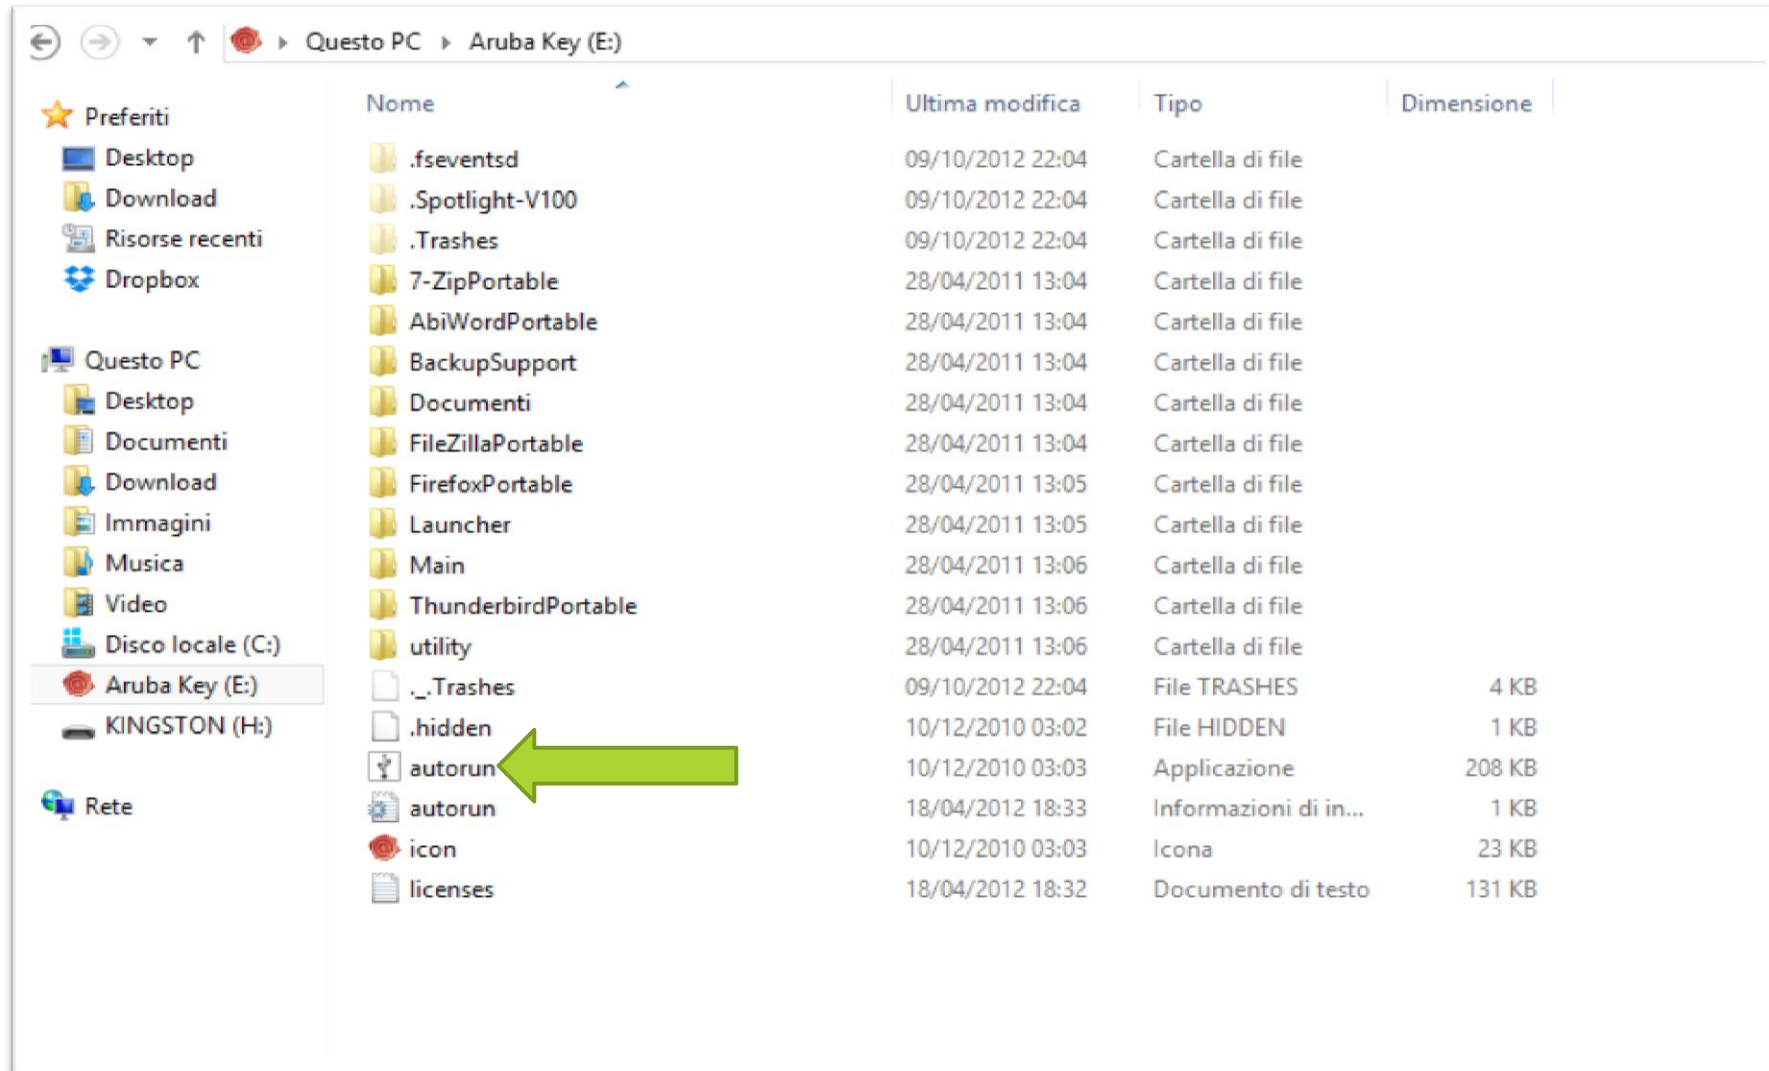 Questo PC Aruba Key (E:)
Preferiti
Desktop
Download
Risorse recenti
Dropbox
Questo PC
Desktop
Documenti
Download
Immagini
Musica
Video
Disco locale (C:)
Aruba Key (E:)
KINGSTON (H:)
Rete
Nome Ultima modifica Tipo Dimensione
.fseventsd 09/10/2012 22:04 Cartella di file
.Spotlight-V100 09/10/2012 22:04 Cartella di file
.Trashes 09/10/2012 22:04 Cartella di file
7-ZipPortable 28/04/2011 13:04 Cartella di file
AbiWordPortable 28/04/2011 13:04 Cartella di file
BackupSupport 28/04/2011 13:04 Cartella di file
Documenti 28/04/2011 13:04 Cartella di file
FileZillaPortable 28/04/2011 13:04 Cartella di file
FirefoxPortable 28/04/2011 13:05 Cartella di file
Launcher 28/04/2011 13:05 Cartella di file
Main 28/04/2011 13:06 Cartella di file
ThunderbirdPortable 28/04/2011 13:06 Cartella di file
utility 28/04/2011 13:06 Cartella di file
._.Trashes 09/10/2012 22:04 File TRASHES 4 KB
.hidden 10/12/2010 03:02 File HIDDEN 1 KB
autorun 10/12/2010 03:03 Applicazione 208 KB
autorun 18/04/2012 18:33 Informazioni di in... 1 KB
icon 10/12/2010 03:03 Icona 23 KB
licenses 18/04/2012 18:32 Documento di testo 131 KB